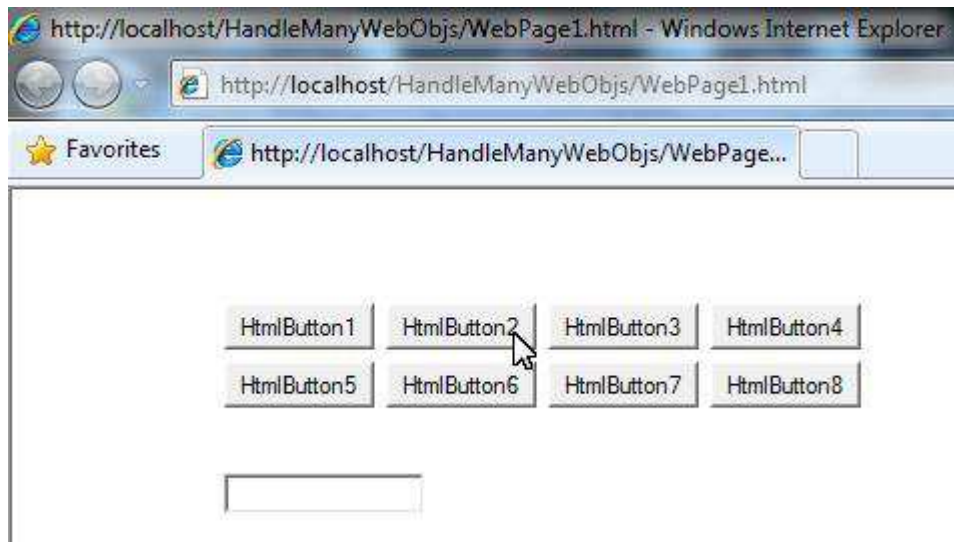 http://localhost/HandleManyWebObjs/WebPage1.html - Windows Internet Explorer
http://localhost/HandleManyWebObjs/WebPage1.html
Favorites
http://localhost/HandleManyWebObjs/WebPage...
HtmlButton1 HtmlButton2 HtmlButton3 HtmlButton4
HtmlButton5 HtmlButton6 HtmlButton7 HtmlButton8